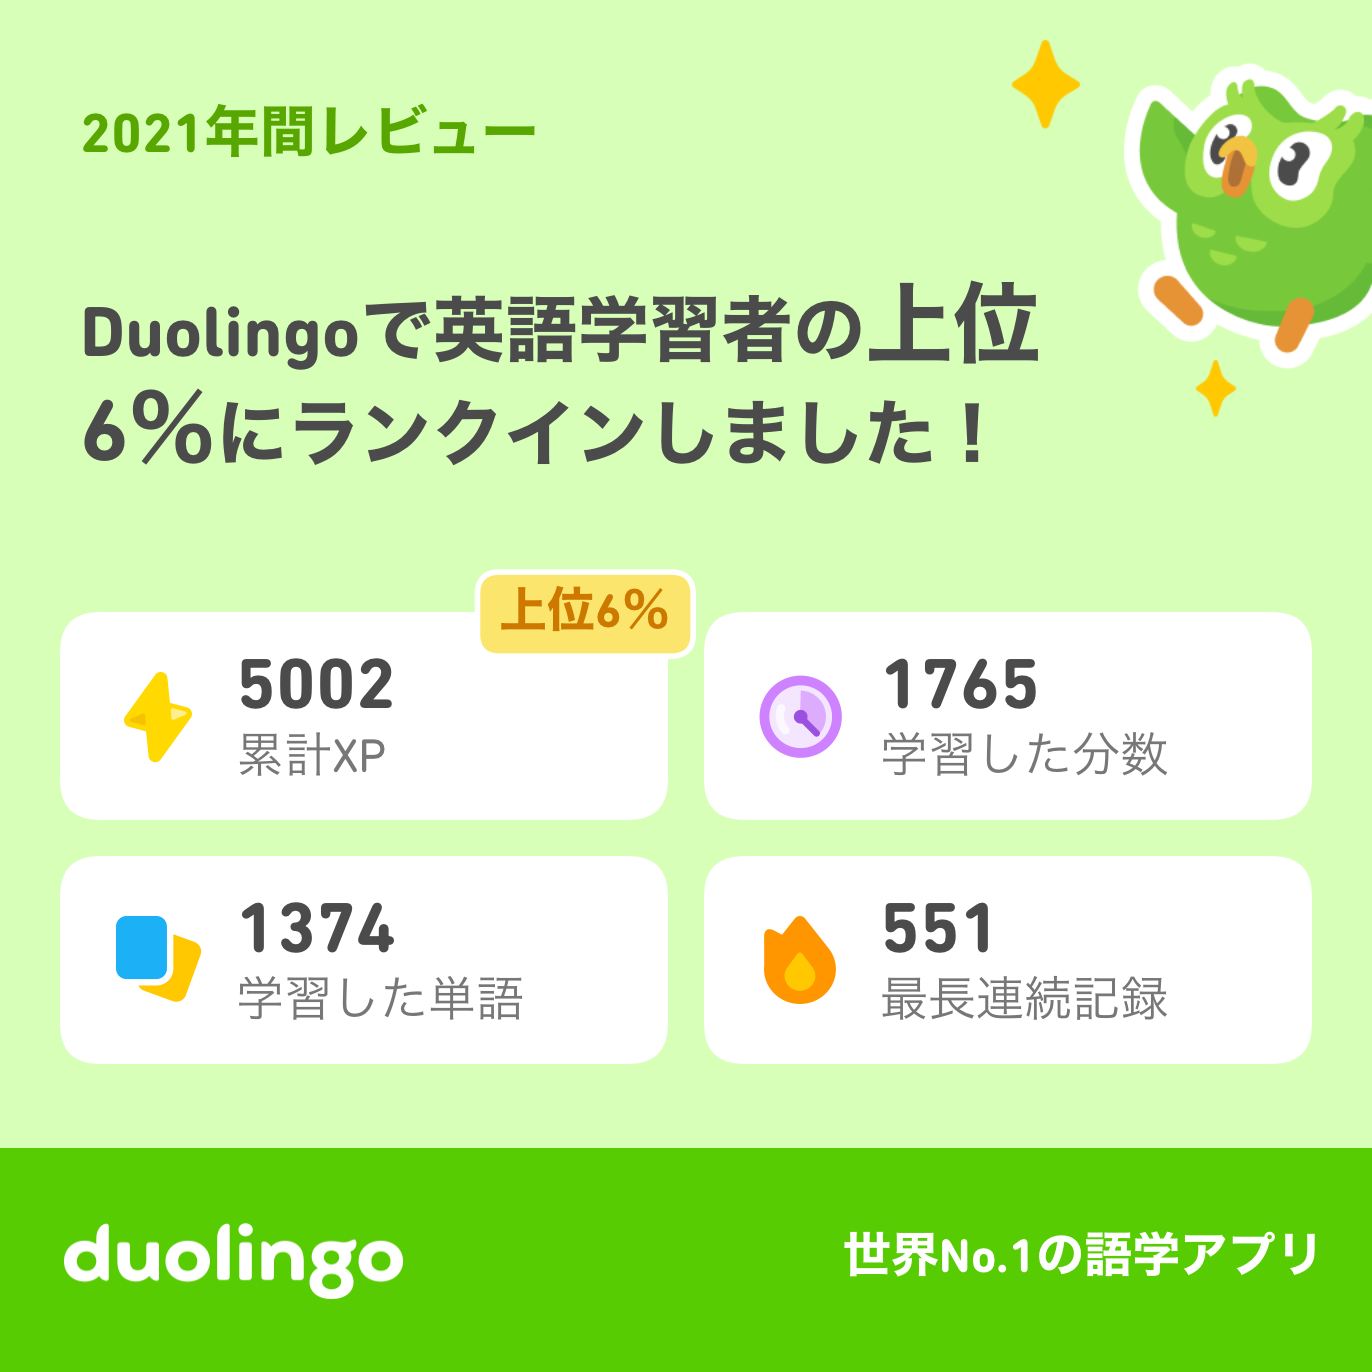 2021年間レビュー
Duolingoで英語学習者の上位
6%にランクインしました！
上位6%
5002
累計XP
1765
学習した分数
1374
学習した単語
551
最長連続記録
duolingo
世界No.1の語学アプリ